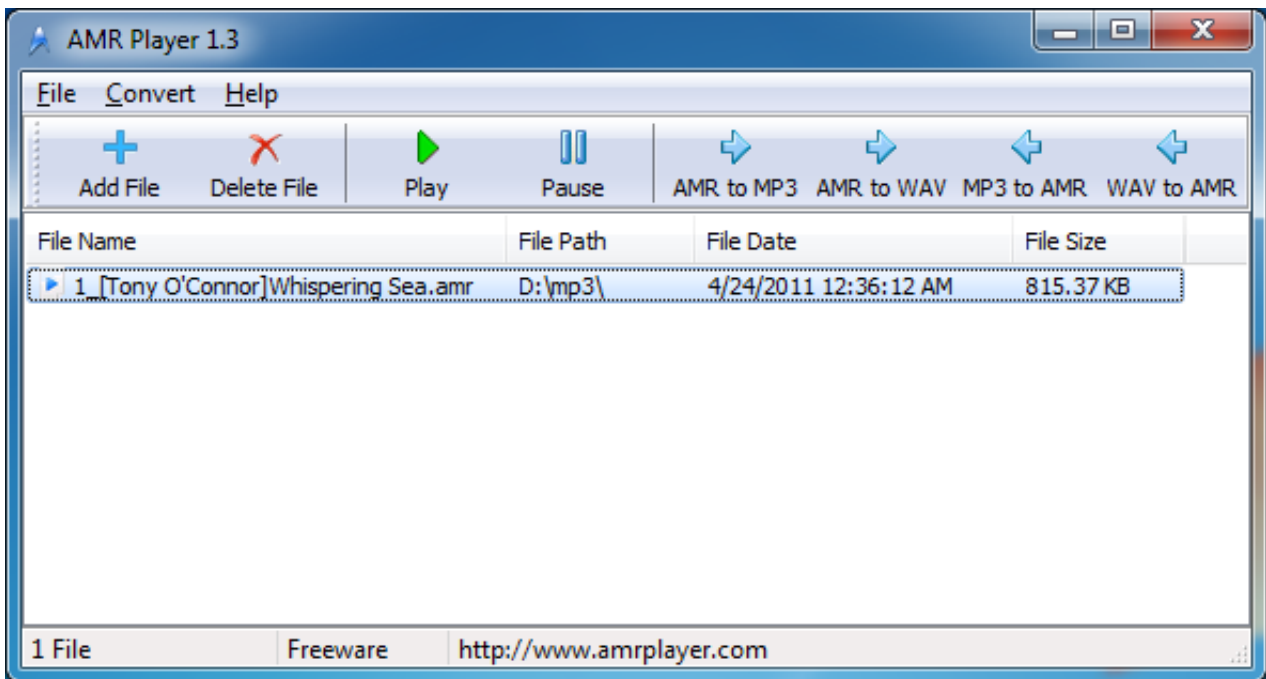 AMR Player 1.3
File Convert Help
Add File Delete File Play Pause AMR to MP3 AMR to WAV MP3 to AMR WAV to AMR
File Name File Path File Date File Size
1_[Tony O'Connor]Whispering Sea.amr D:\mp3\ 4/24/2011 12:36:12 AM 815.37 KB
1 File Freeware http://www.amrplayer.com